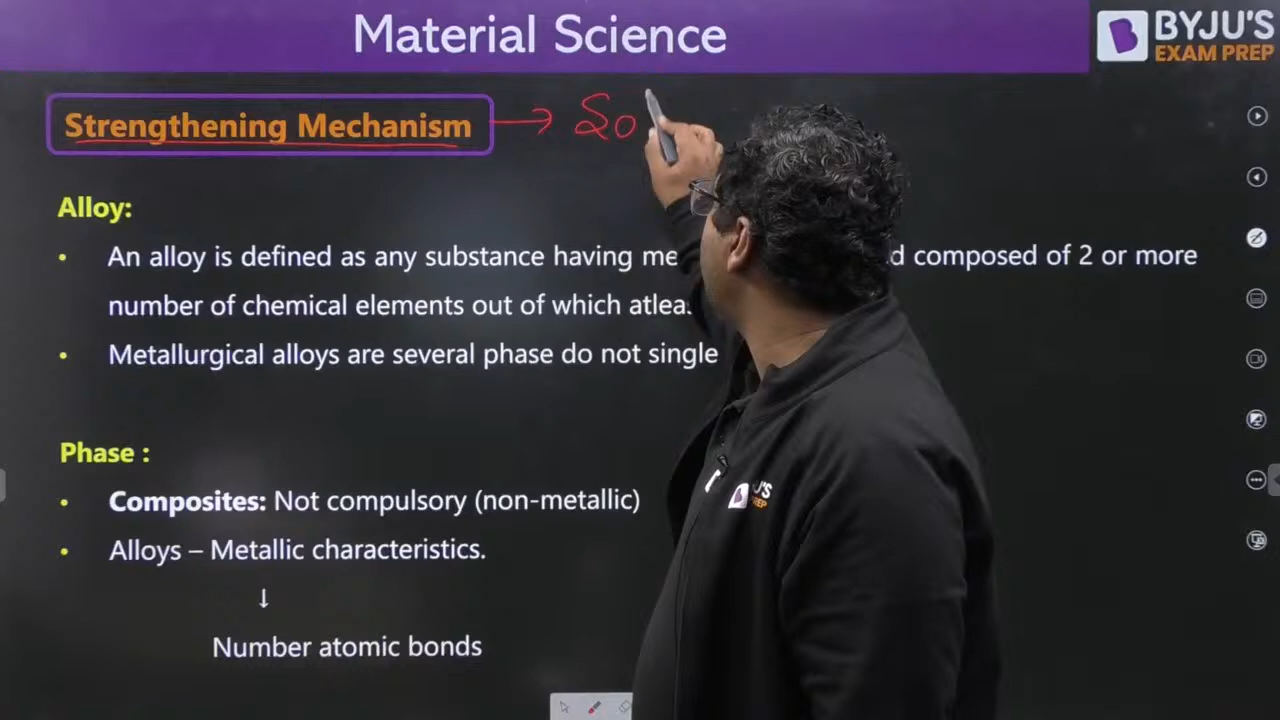 Material Science
BYJU'S
EXAM PREP
Strengthening Mechanism → So
Alloy:
• An alloy is defined as any substance having composed of 2 or more
number of chemical elements out of which
• Metallurgical alloys are several phase do not single
Phase :
• Composites: Not compulsory (non-metallic)
• Alloys – Metallic characteristics.
↓
Number atomic bonds